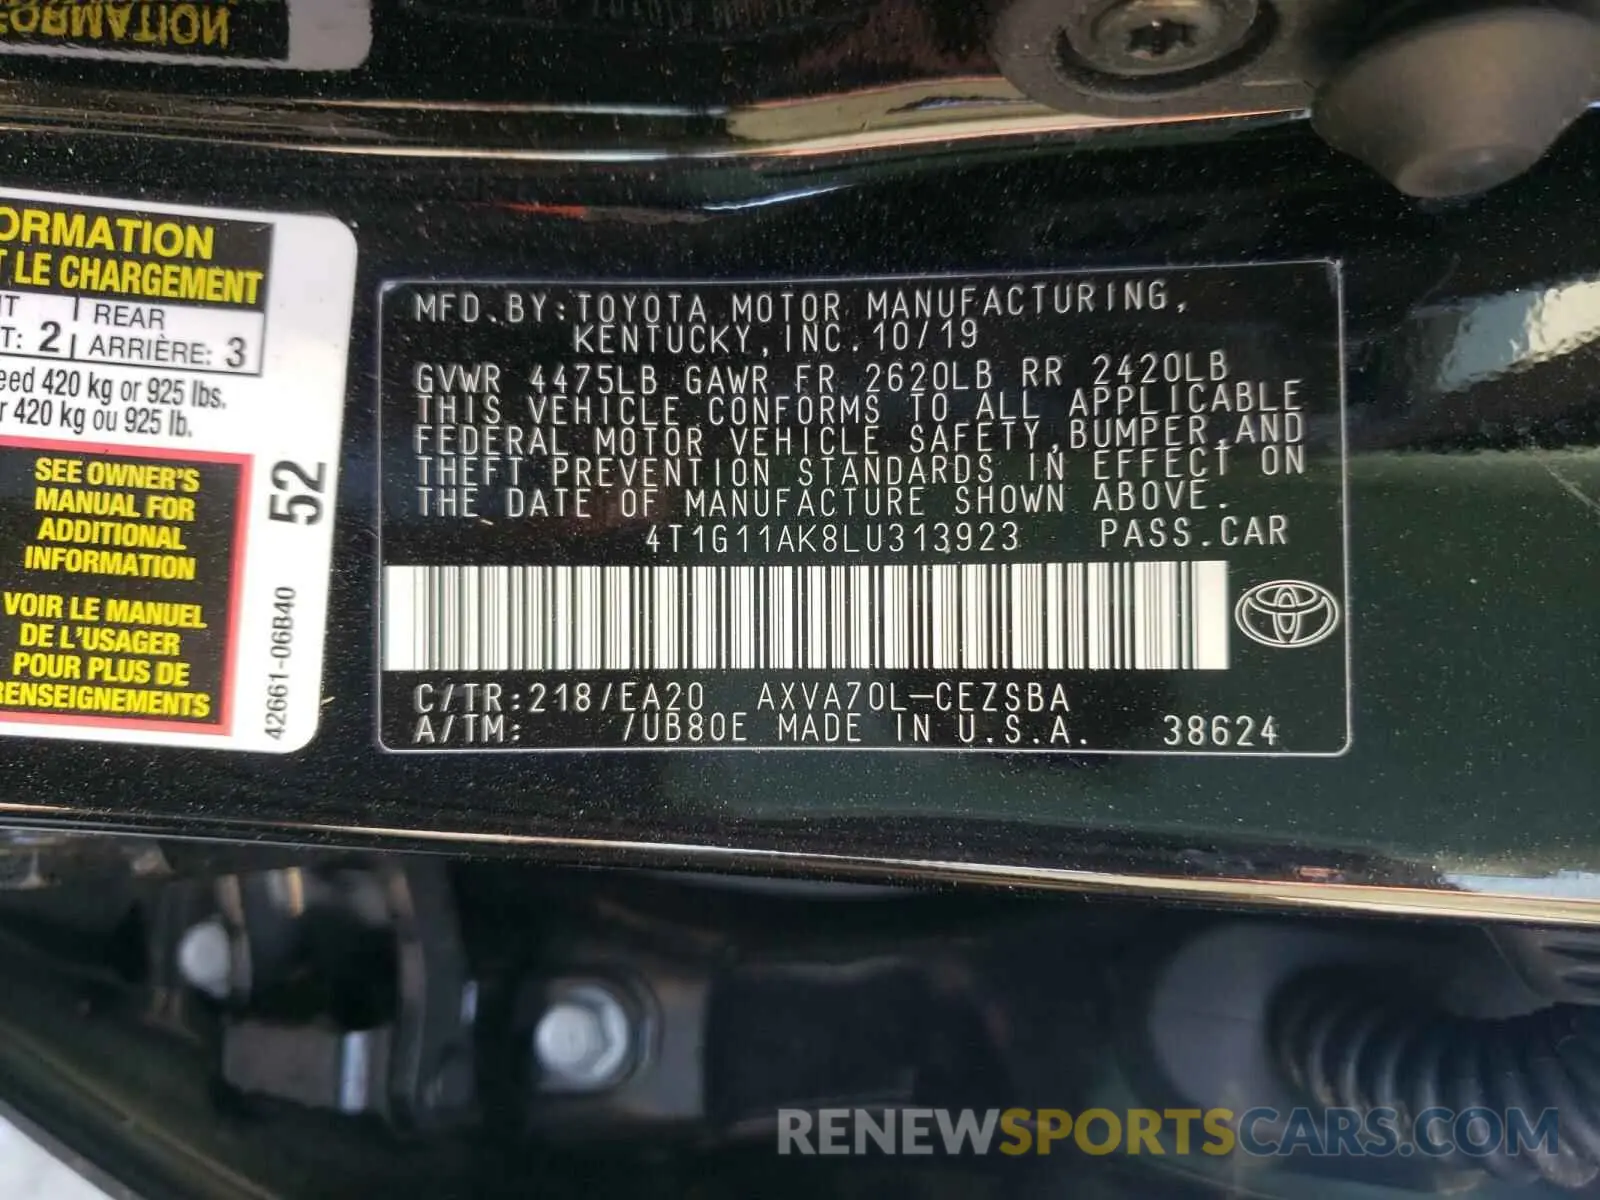 ORMATION
ORMATION
T LE CHARGEMENT
REAR
T: 2 ARRIÈRE: 3
eed 420 kg or 925 lbs.
r 420 kg ou 925 lb.
SEE OWNER'S
MANUAL FOR
ADDITIONAL
INFORMATION
VOIR LE MANUEL
DE L'USAGER
POUR PLUS DE
RENSEIGNEMENTS
52
42661-06B40
MFD. BY: TOYOTA MOTOR MANUFACTURING,
KENTUCKY, INC. 10/19
GVWR 4475LB GAWR FR 2620LB RR 2420LB
THIS VEHICLE CONFORMS TO ALL APPLICABLE
FEDERAL MOTOR VEHICLE SAFETY, BUMPER, AND
THEFT PREVENTION STANDARDS IN EFFECT ON
THE DATE OF MANUFACTURE SHOWN ABOVE.
4T1G11AK8LU313923 PASS. CAR
C/TR: 218/EA20 AXVA70L-CEZSBA
A/TM: /UB80E MADE IN U.S.A. 38624
RENEWSPORTSCARS.COM